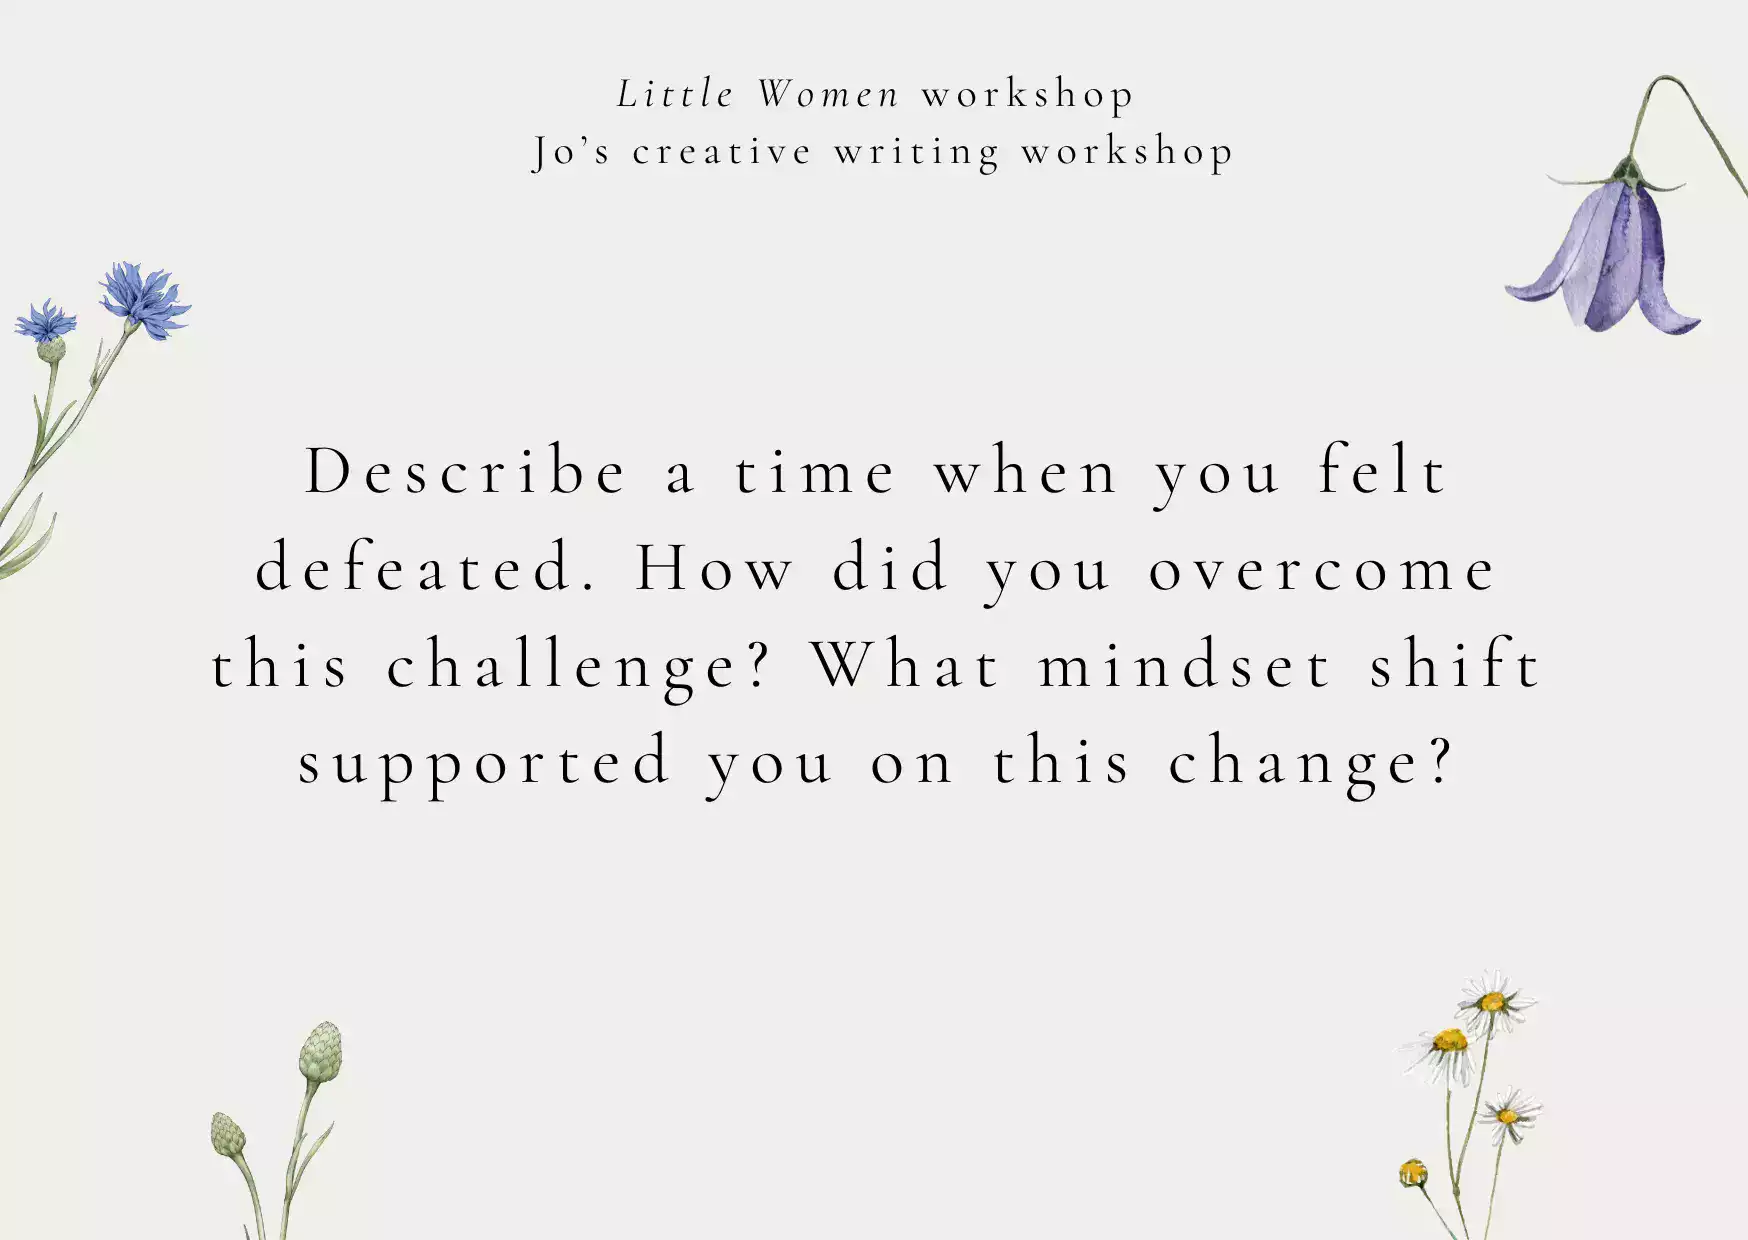 Little Women workshop
Jo’s creative writing workshop
Describe a time when you felt
defeated. How did you overcome
this challenge? What mindset shift
supported you on this change?